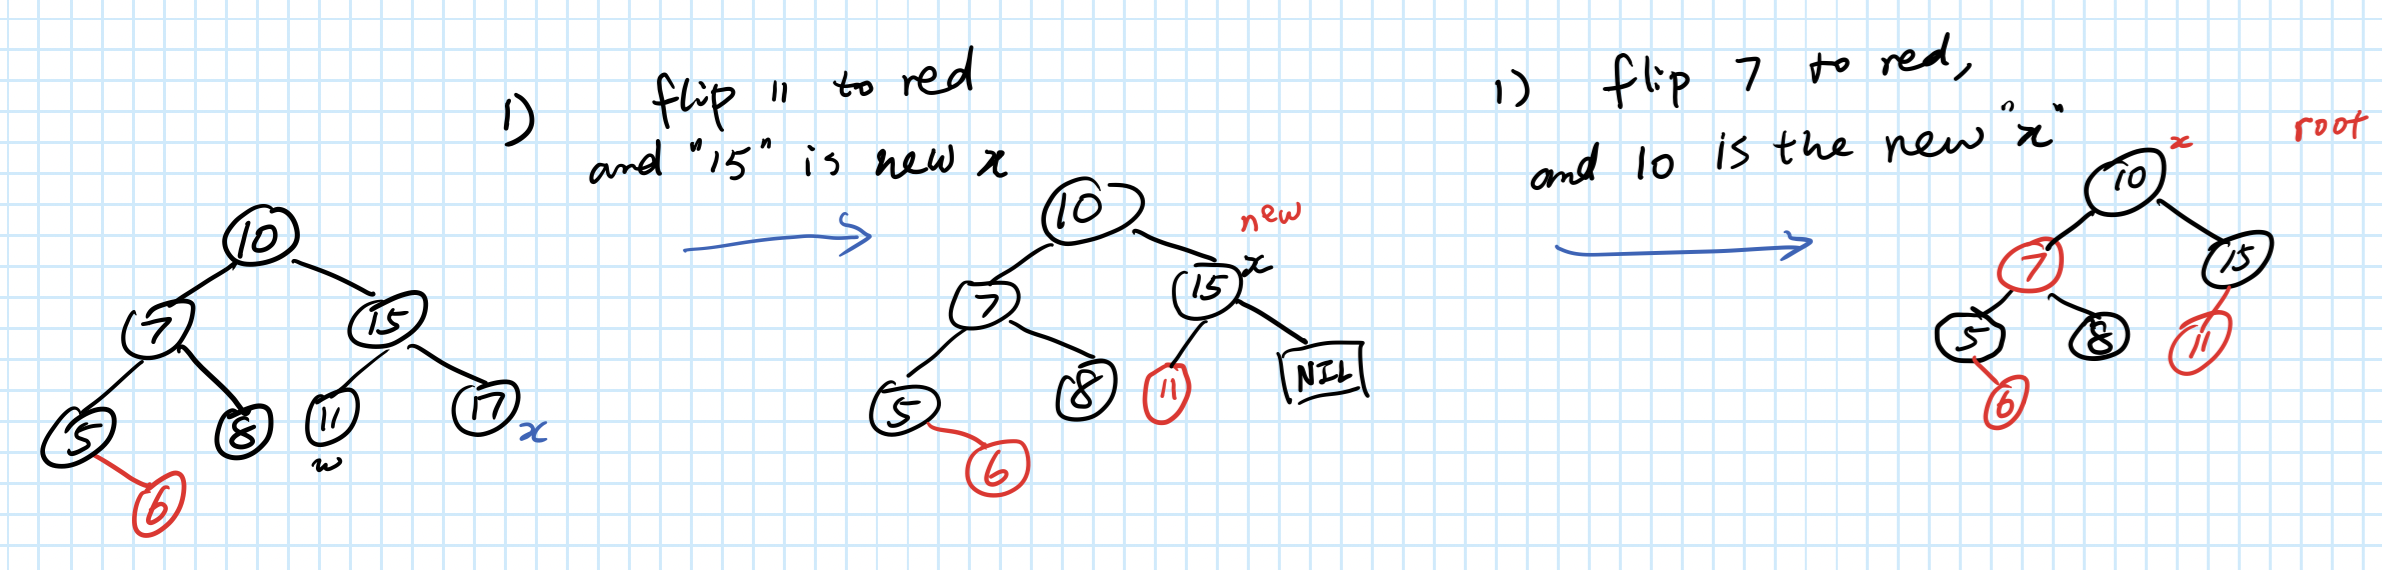 1) flip 11 to red
and "15" is new x
10
7 15
5 8 11 17 x
w
6
10
new
7 15 x
5 8 11 NIL
6
1) flip 7 to red,
and 10 is the new "x"
x root
10
7 15
5 8 11
6